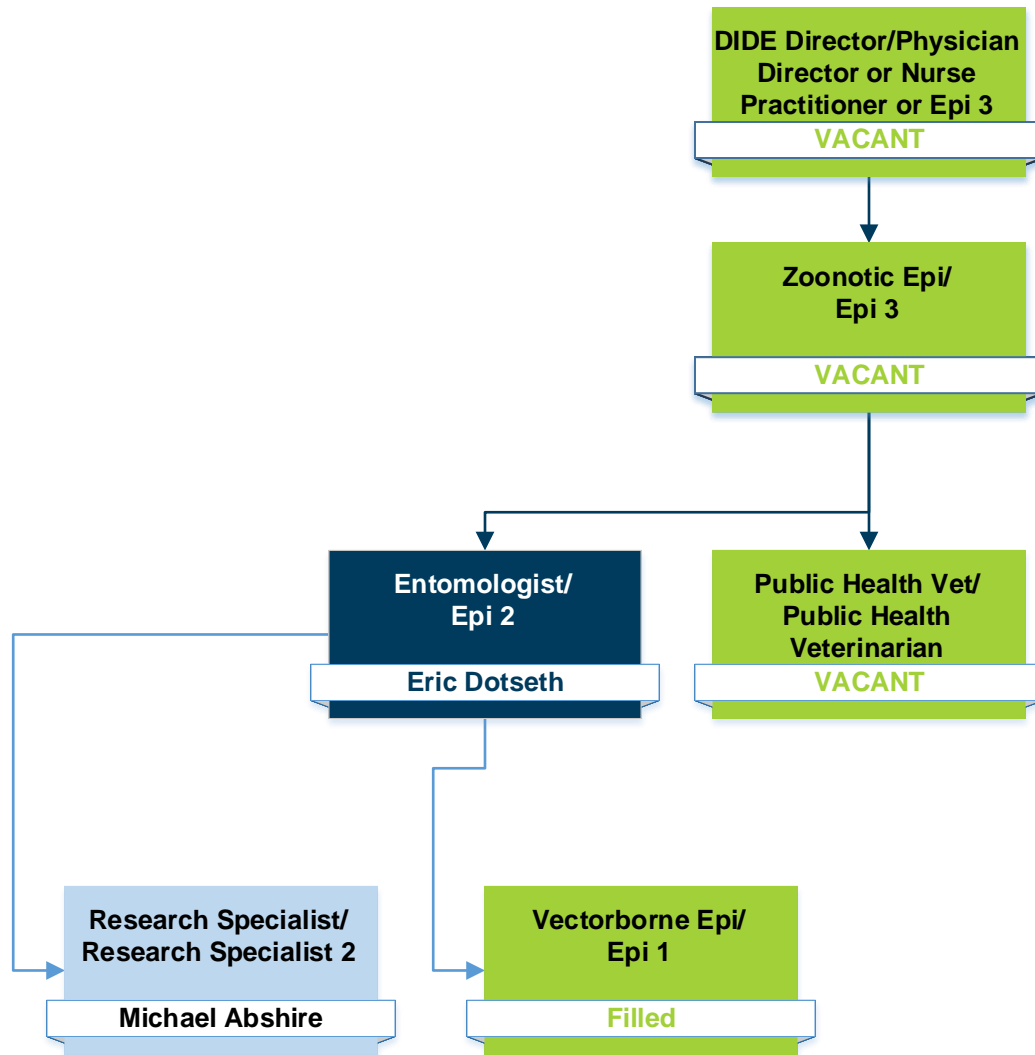 DIDE Director/Physician
Director or Nurse
Practitioner or Epi 3
VACANT
Zoonotic Epi/
Epi 3
VACANT
Entomologist/
Epi 2
Eric Dotseth
Public Health Vet/
Public Health
Veterinarian
VACANT
Research Specialist/
Research Specialist 2
Michael Abshire
Vectorborne Epi/
Epi 1
Filled